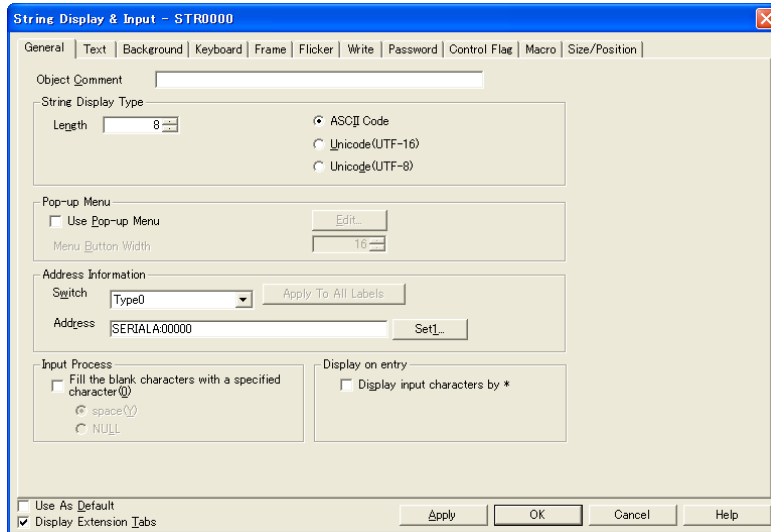 String Display & Input - STR0000
General Text Background Keyboard Frame Flicker Write Password Control Flag Macro Size/Position
Object Comment
String Display Type
Length 8 ASCII Code
Unicode(UTF-16)
Unicode(UTF-8)
Pop-up Menu
Use Pop-up Menu Edit...
Menu Button Width 16
Address Information
Switch Type0 Apply To All Labels
Address SERIALA:00000 Set1...
Input Process Display on entry
Fill the blank characters with a specified character(Q) Display input characters by *
space(Y)
NULL
Use As Default
Display Extension Tabs Apply OK Cancel Help